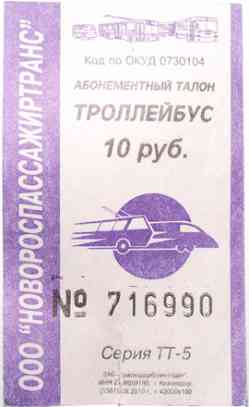 ООО "НОВОРОСПАССАЖИРТРАНС"
Код по ОКУД 0730104
АБОНЕМЕНТНЫЙ ТАЛОН
ТРОЛЛЕЙБУС
10 руб.
№ 716990
Серия ТТ-5